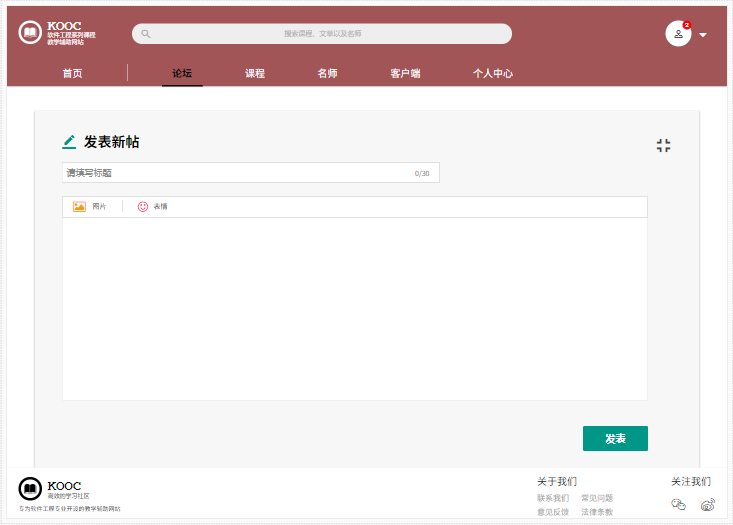 KOOC
软件工程系列课程
教学辅助网站
搜索课程、文章以及名师
2
首页 论坛 课程 名师 客户端 个人中心
发表新帖
请填写标题 0/30
图片 表情
发表
KOOC
高效的学习社区
专为软件工程专业开设的教学辅助网站
关于我们 关注我们
联系我们 常见问题
意见反馈 法律条款